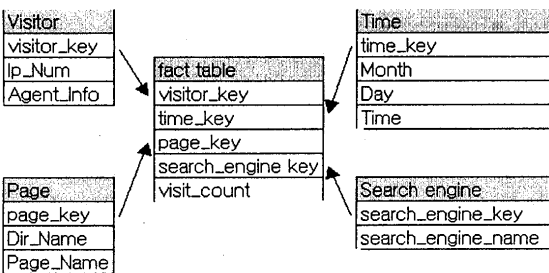 Visitor
visitor_key
Ip_Num
Agent_Info
fact table
visitor_key
time_key
page_key
search_engine key
visit_count
Time
time_key
Month
Day
Time
Page
page_key
Dir_Name
Page_Name
Search engine
search_engine_key
search_engine_name